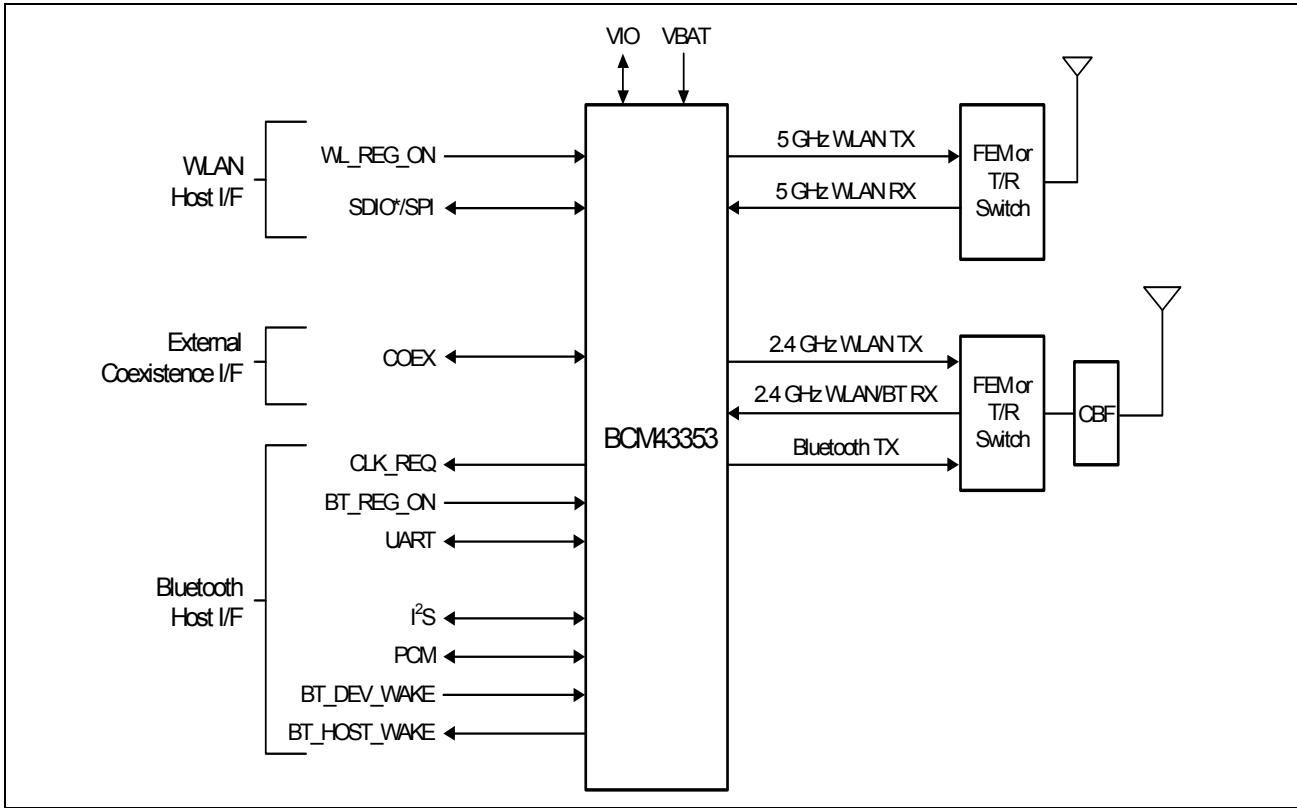 VIO VBAT
WLAN
Host I/F
WL_REG_ON
SDIO*/SPI
External
Coexistence I/F
COEX
Bluetooth
Host I/F
CLK_REQ
BT_REG_ON
UART
I²S
PCM
BT_DEV_WAKE
BT_HOST_WAKE
BCM43353
5 GHz WLAN TX
5 GHz WLAN RX
FEM or
T/R
Switch
2.4 GHz WLAN TX
2.4 GHz WLAN/BT RX
Bluetooth TX
FEM or
T/R
Switch
CBF